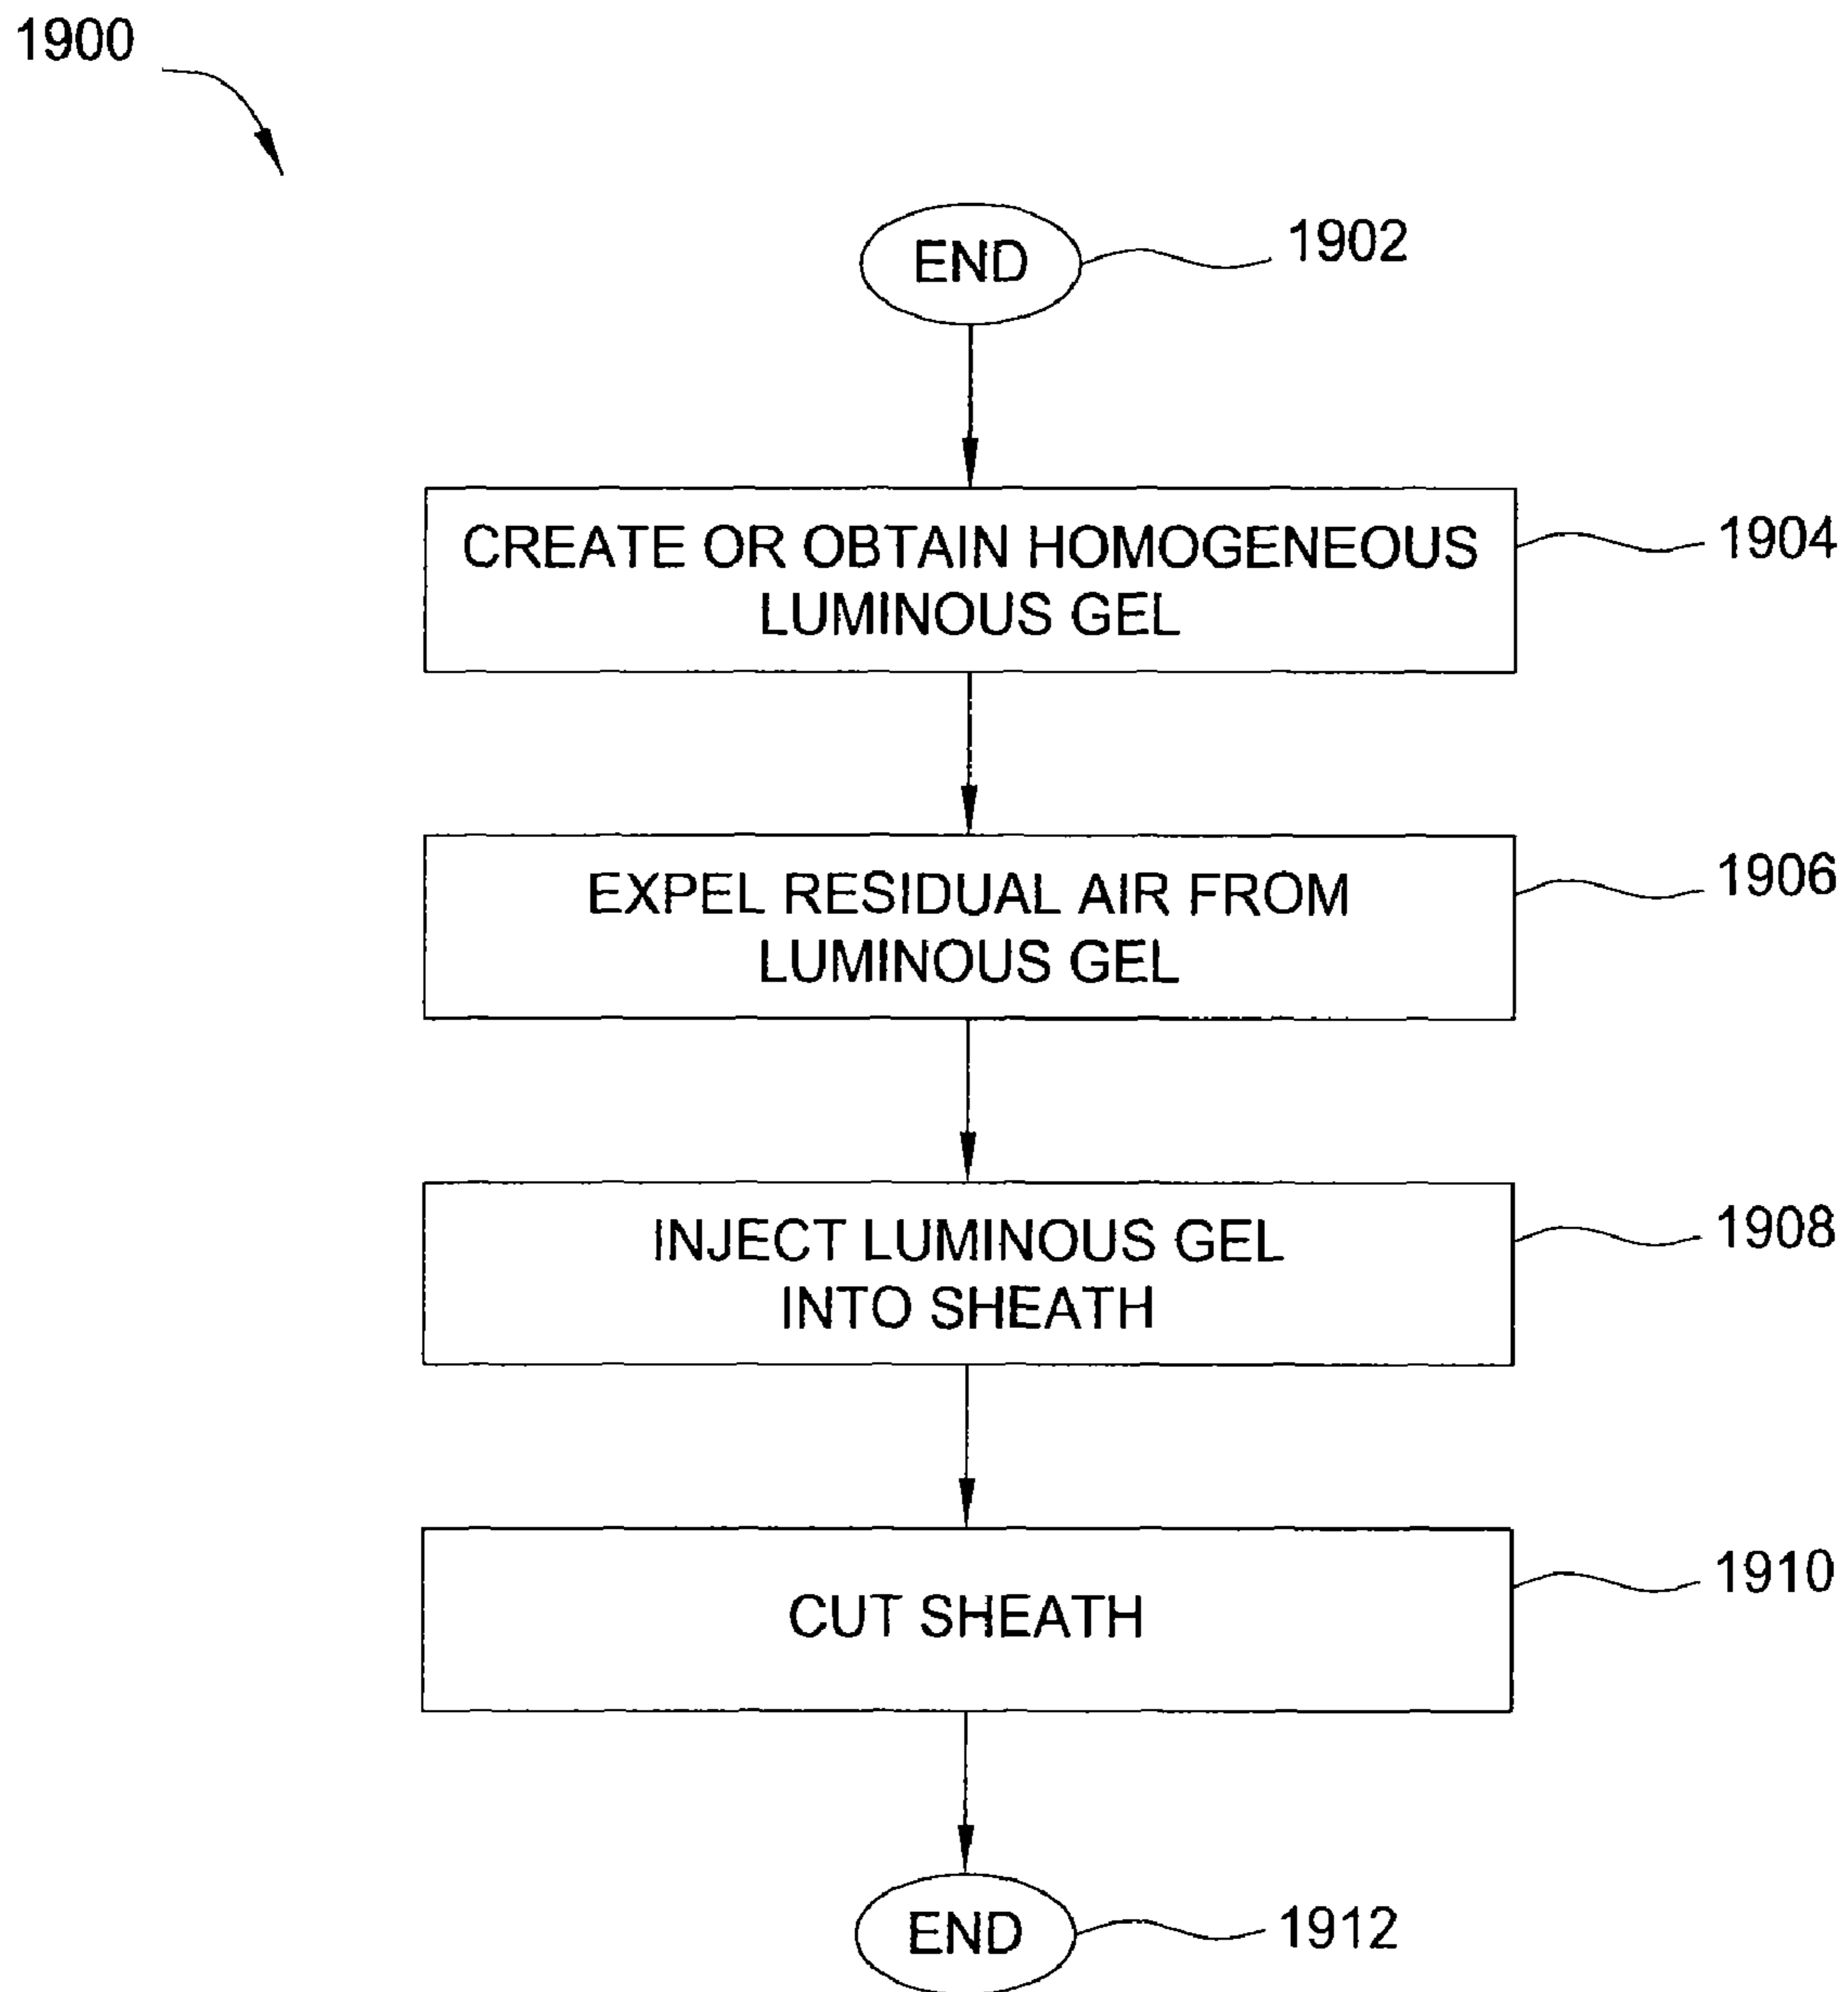 1900
END
1902
CREATE OR OBTAIN HOMOGENEOUS
LUMINOUS GEL
1904
EXPEL RESIDUAL AIR FROM
LUMINOUS GEL
1906
INJECT LUMINOUS GEL
INTO SHEATH
1908
CUT SHEATH
1910
END
1912